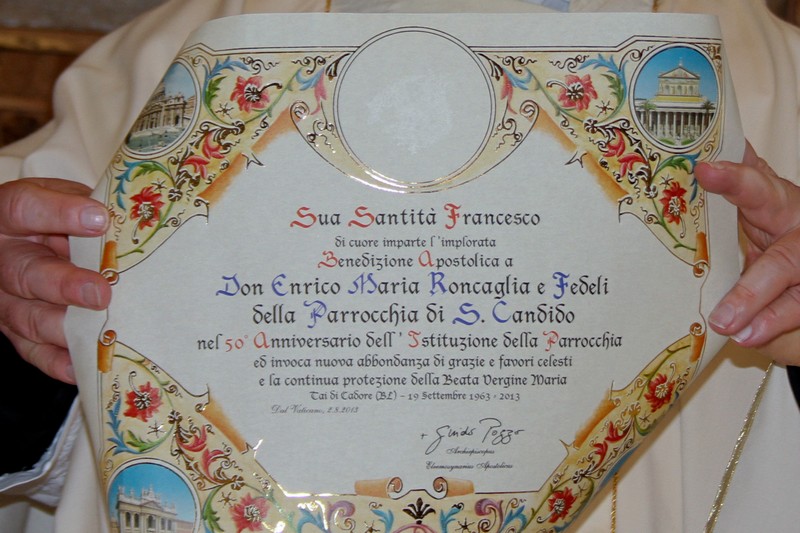 Sua Santità Francesco
di cuore imparte l'implorata
Benedizione Apostolica a
Don Enrico Maria Roncaglia e Fedeli
della Parrocchia di S. Candido
nel 50° Anniversario dell' Istituzione della Parrocchia
ed invoca nuova abbondanza di grazie e favori celesti
e la continua protezione della Beata Vergine Maria
Tai di Cadore (BL) - 19 Settembre 1963 - 2013
Dal Vaticano, 2.8.2013
+ Guido Pozzo
Archiepiscopus
Eleemosynarius Apostolicus